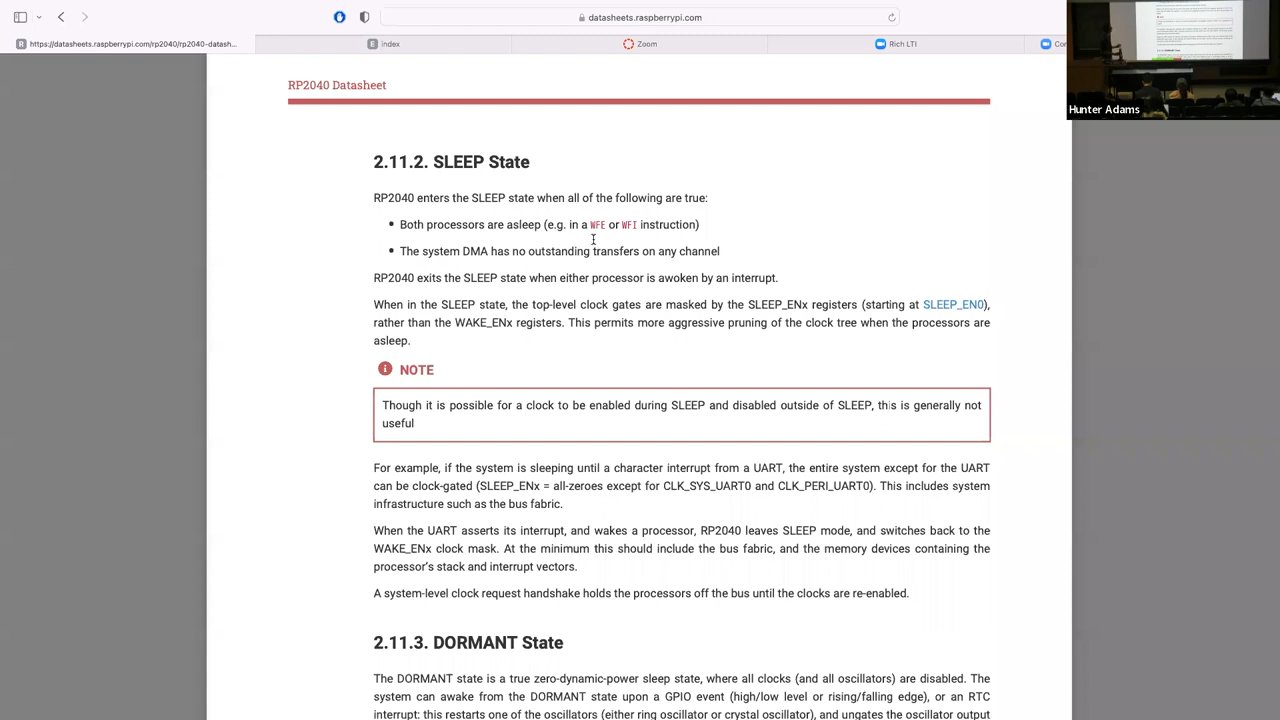 datasheets.raspberrypi.com
https://datasheets.raspberrypi.com/rp2040/rp2040-datash...
Index
Zoom
Rich LTI
Hunter Adams
RP2040 Datasheet
2.11.2. SLEEP State
RP2040 enters the SLEEP state when all of the following are true:
• Both processors are asleep (e.g. in a WFE or WFI instruction)
• The system DMA has no outstanding transfers on any channel
RP2040 exits the SLEEP state when either processor is awoken by an interrupt.
When in the SLEEP state, the top-level clock gates are masked by the SLEEP_ENx registers (starting at SLEEP_EN0),
rather than the WAKE_ENx registers. This permits more aggressive pruning of the clock tree when the processors are
asleep.
NOTE
Though it is possible for a clock to be enabled during SLEEP and disabled outside of SLEEP, this is generally not
useful
For example, if the system is sleeping until a character interrupt from a UART, the entire system except for the UART
can be clock-gated (SLEEP_ENx = all-zeroes except for CLK_SYS_UART0 and CLK_PERI_UART0). This includes system
infrastructure such as the bus fabric.
When the UART asserts its interrupt, and wakes a processor, RP2040 leaves SLEEP mode, and switches back to the
WAKE_ENx clock mask. At the minimum this should include the bus fabric, and the memory devices containing the
processor's stack and interrupt vectors.
A system-level clock request handshake holds the processors off the bus until the clocks are re-enabled.
2.11.3. DORMANT State
The DORMANT state is a true zero-dynamic-power sleep state, where all clocks (and all oscillators) are disabled. The
system can awake from the DORMANT state upon a GPIO event (high/low level or rising/falling edge), or an RTC
interrupt: this restarts one of the oscillators (either ring oscillator or crystal oscillator), and ungates the oscillator output